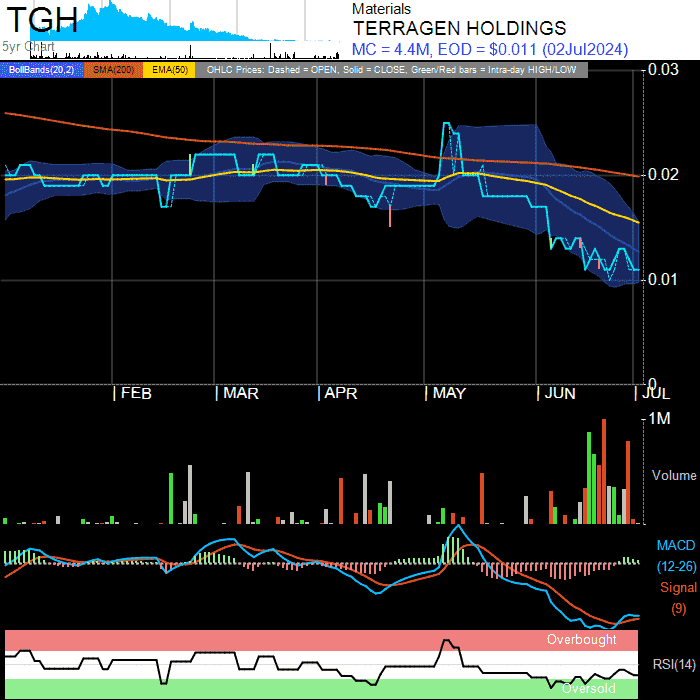 TGH
5yr Chart
Materials
TERRAGEN HOLDINGS
MC = 4.4M, EOD = $0.011 (02Jul2024)
BollBands(20,2) SMA(200) EMA(50) OHLC Prices: Dashed = OPEN, Solid = CLOSE, Green/Red bars = Intra-day HIGH/LOW
0.03
0.02
0.01
0
FEB MAR APR MAY JUN JUL
1M
Volume
MACD
(12-26)
Signal
(9)
Overbought
RSI(14)
Oversold